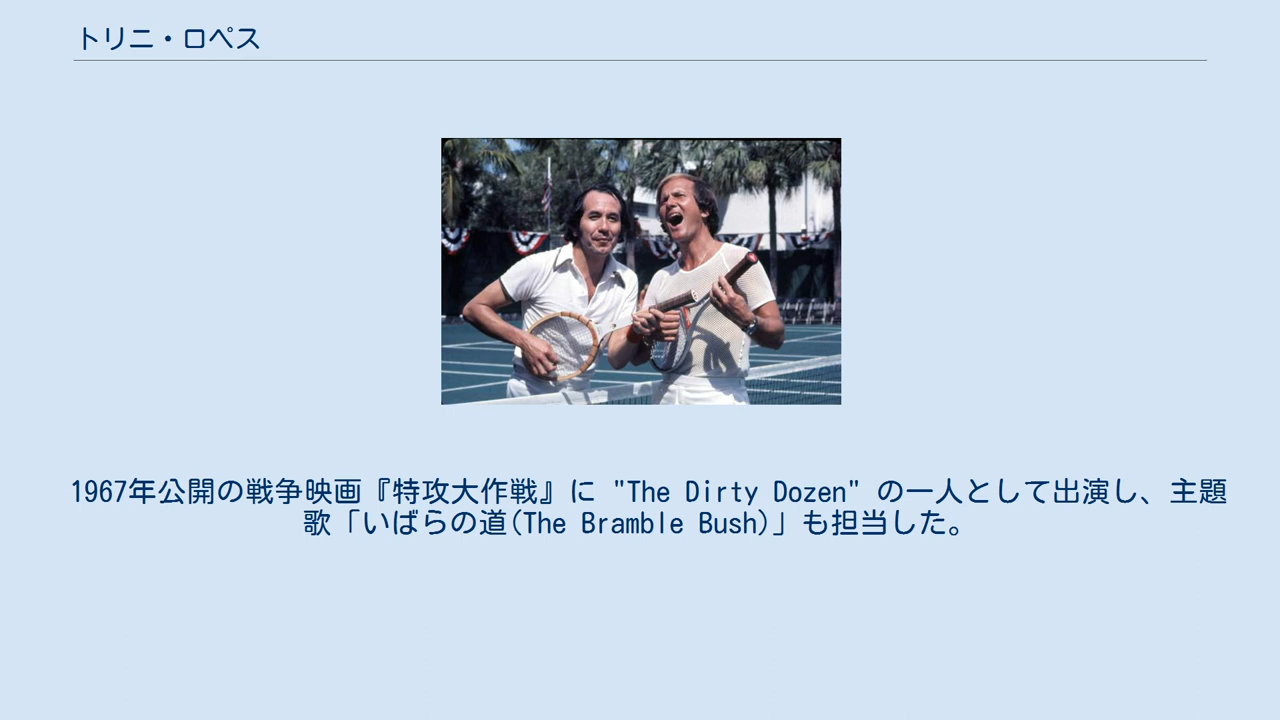 トリニ・ロペス
1967年公開の戦争映画『特攻大作戦』に "The Dirty Dozen" の一人として出演し、主題
歌「いばらの道(The Bramble Bush)」も担当した。